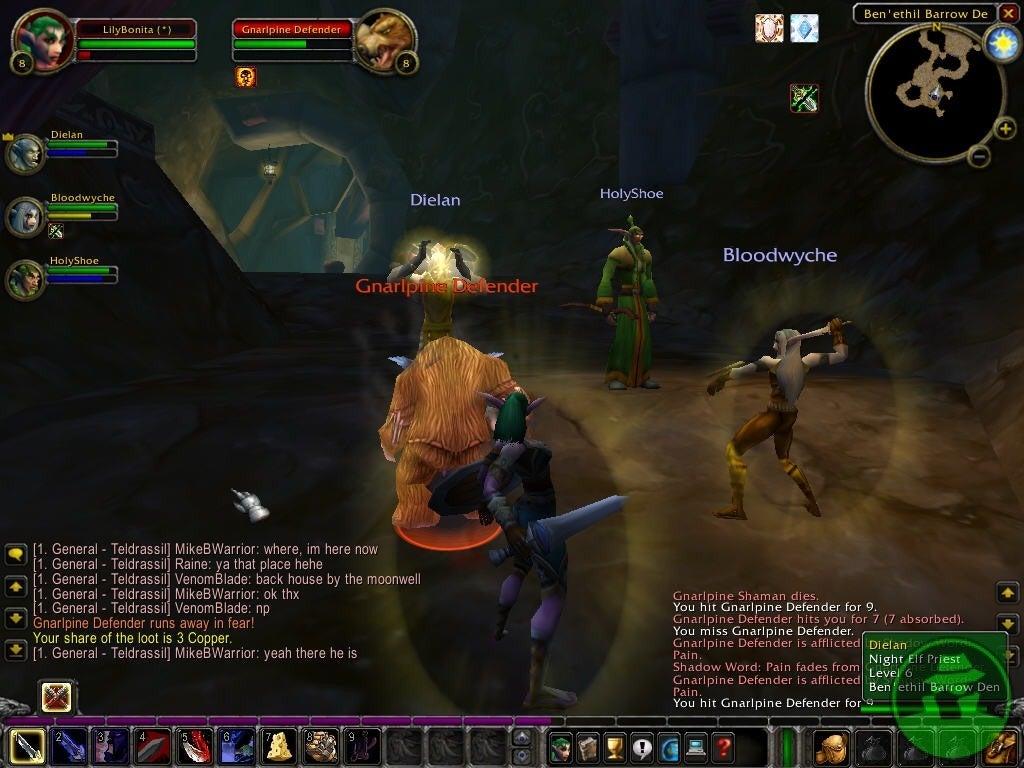 LilyBonita (*)
8
Gnarlpine Defender
8
Ben'ethil Barrow De
N
Dielan
Bloodwyche
HolyShoe
Dielan
HolyShoe
Bloodwyche
Gnarlpine Defender
[1. General - Teldrassil] MikeBWarrior: where, im here now
[1. General - Teldrassil] Raine: ya that place hehe
[1. General - Teldrassil] VenomBlade: back house by the moonwell
[1. General - Teldrassil] MikeBWarrior: ok thx
[1. General - Teldrassil] VenomBlade: np
Gnarlpine Defender runs away in fear!
Your share of the loot is 3 Copper.
[1. General - Teldrassil] MikeBWarrior: yeah there he is
Gnarlpine Shaman dies.
You hit Gnarlpine Defender for 9.
Gnarlpine Defender hits you for 7 (7 absorbed).
You miss Gnarlpine Defender.
Gnarlpine Defender is afflicted
Pain.
Shadow Word: Pain fades from
Gnarlpine Defender is afflicted
Pain.
You hit Gnarlpine Defender for 9
Dielan
Night Elf Priest
Level 6
Ben'ethil Barrow Den
1 2 3 4 5 6 7 8 9